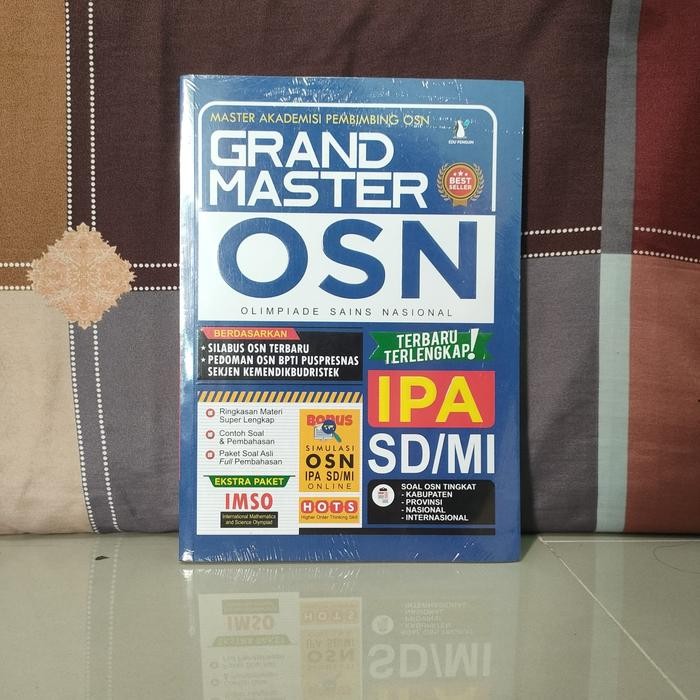 MASTER AKADEMISI PEMBIMBING OSN
GRAND
MASTER
EDU PENGUIN
BEST
SELLER
OSN
OLIMPIADE SAINS NASIONAL
BERDASARKAN
SILABUS OSN TERBARU
PEDOMAN OSN BPTI PUSPRESNAS
SEKJEN KEMENDIKBUDRISTEK
TERBARU
TERLENGKAP!
IPA
SD/MI
Ringkasan Materi
Super Lengkap
Contoh Soal
& Pembahasan
Paket Soal Asli
Full Pembahasan
BONUS
SIMULASI
OSN
IPA SD/MI
ONLINE
EKSTRA PAKET
IMSO
International Mathematics
and Science Olympiad
HOTS
Higher Order Thinking Skill
SOAL OSN TINGKAT
- KABUPATEN
- PROVINSI
- NASIONAL
- INTERNASIONAL